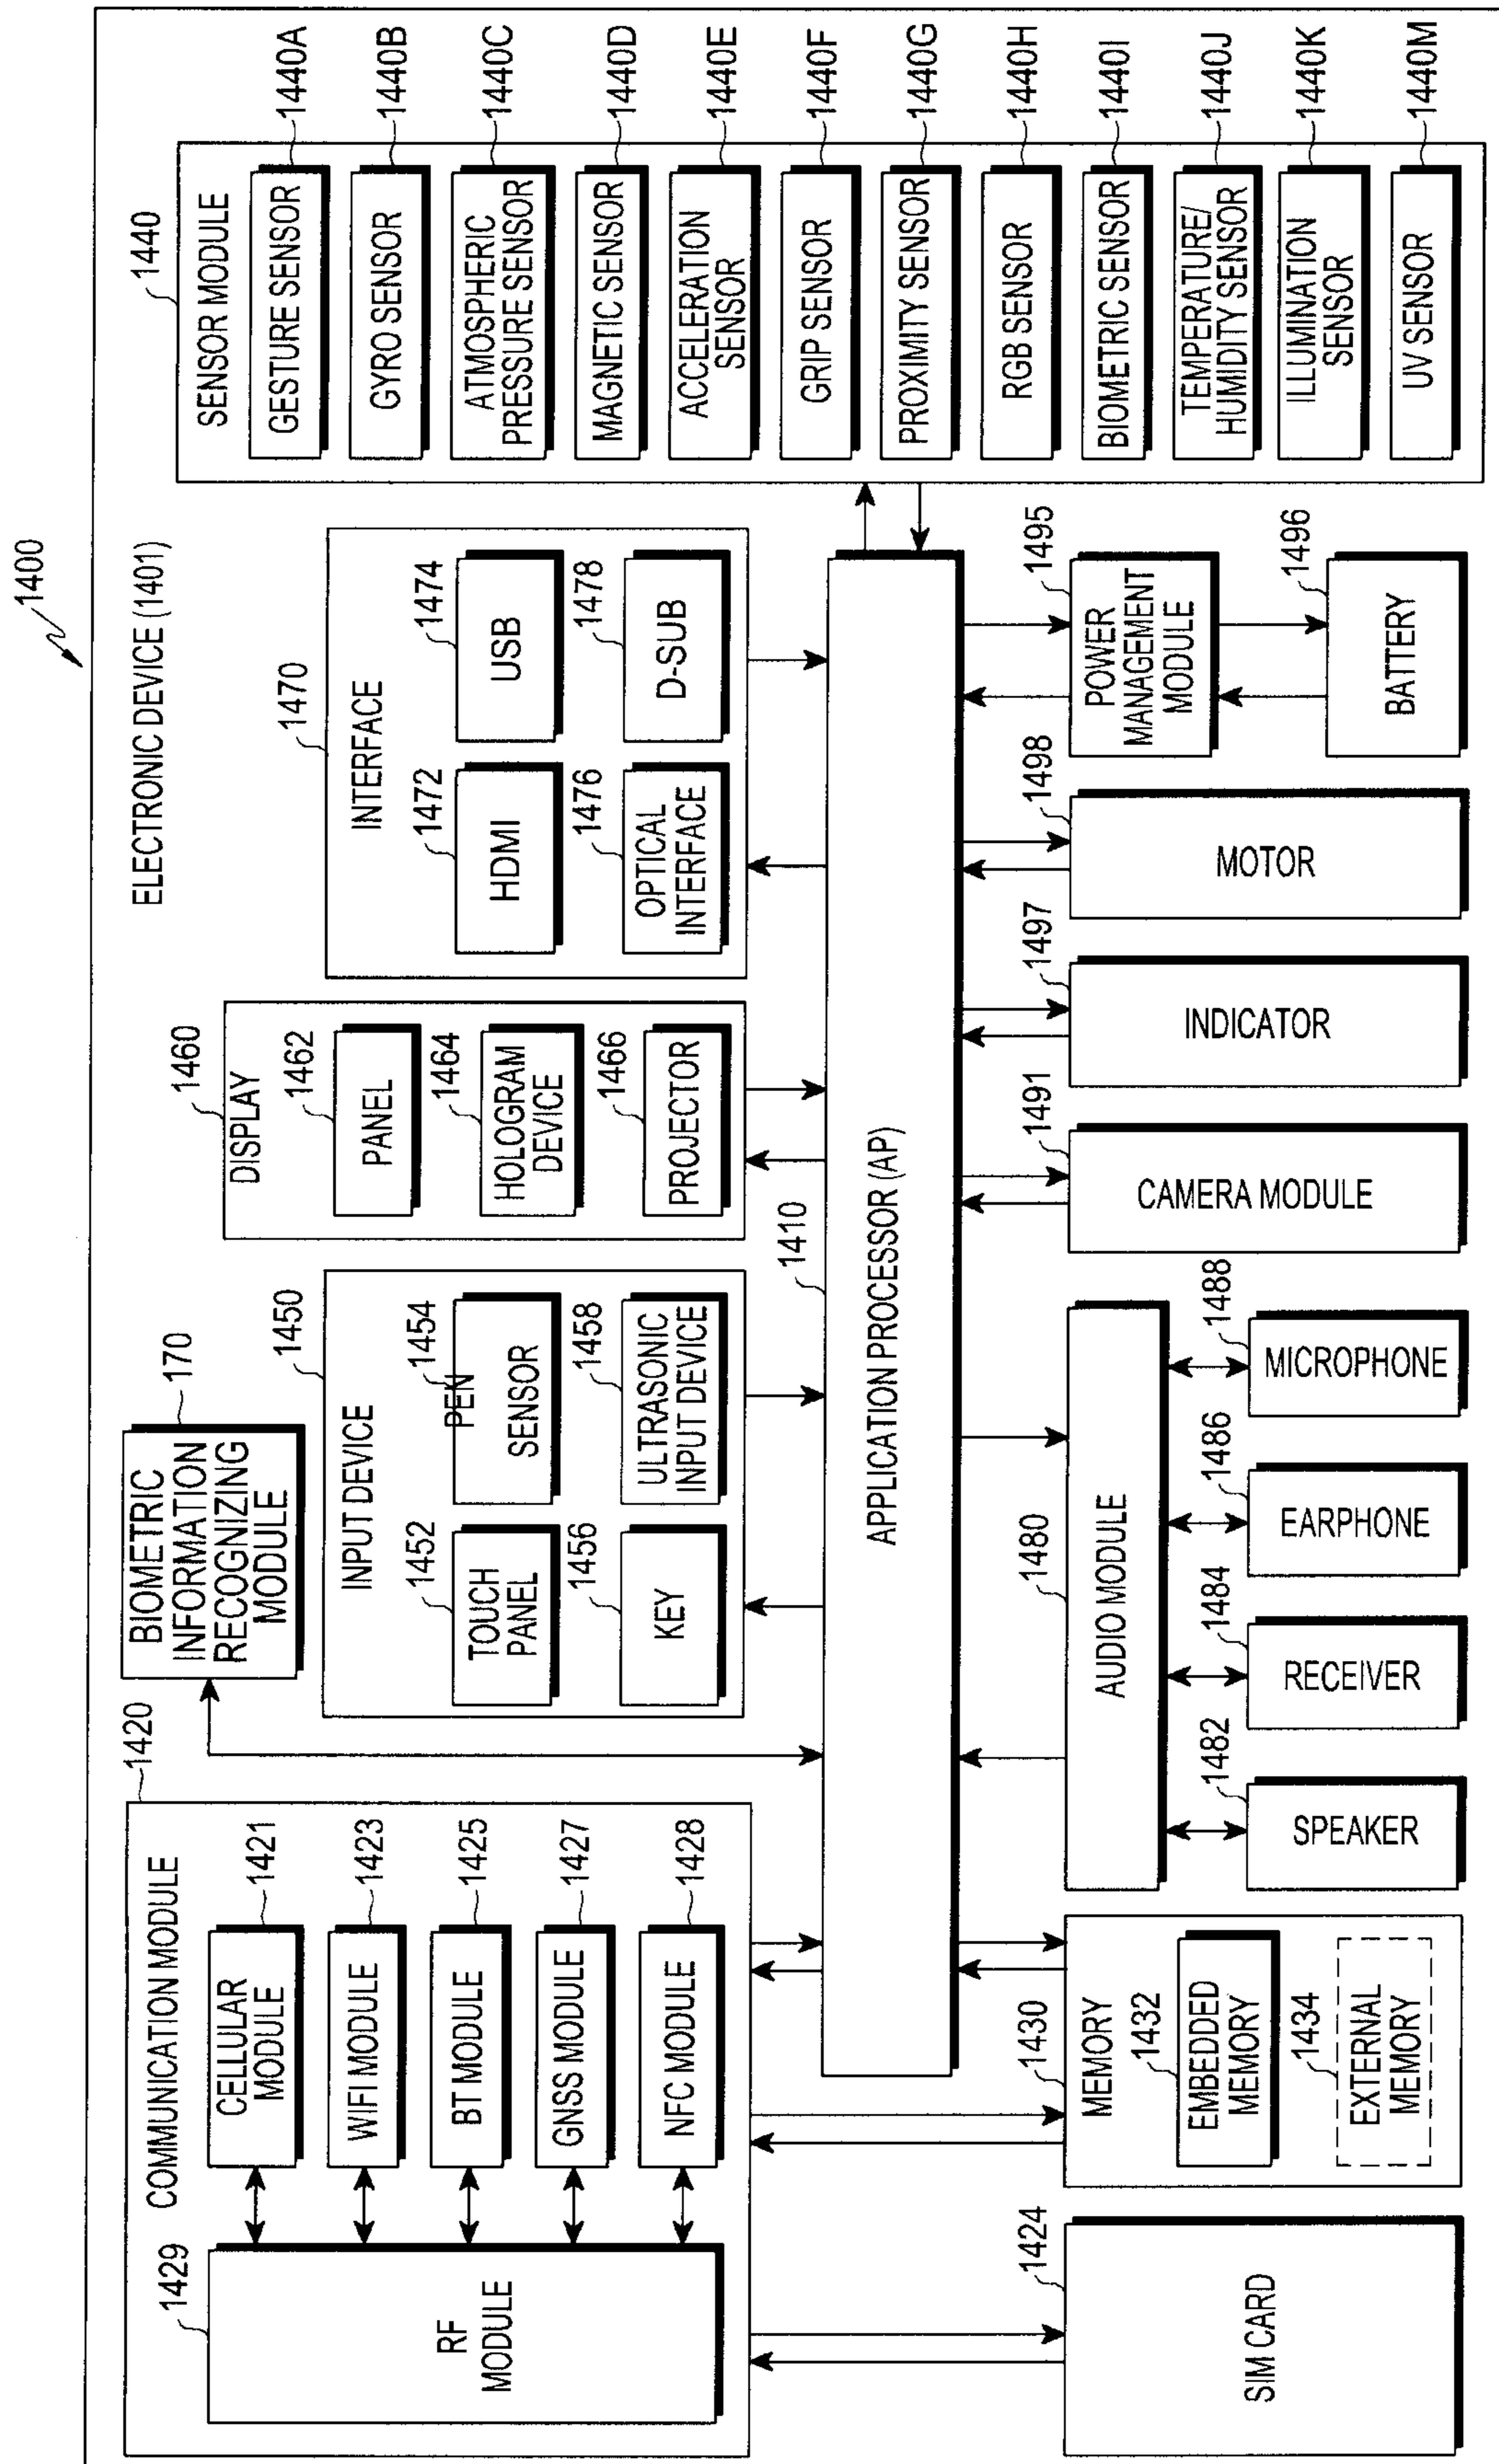 1400
ELECTRONIC DEVICE (1401)
1420
COMMUNICATION MODULE
1429
RF
MODULE
CELLULAR
MODULE
1421
WIFI MODULE
1423
BT MODULE
1425
GNSS MODULE
1427
NFC MODULE
1428
BIOMETRIC
INFORMATION
RECOGNIZING
MODULE
170
1450
INPUT DEVICE
1452
TOUCH
PANEL
1454
PEN
SENSOR
1456
KEY
1458
ULTRASONIC
INPUT DEVICE
1460
DISPLAY
1462
PANEL
1464
HOLOGRAM
DEVICE
1466
PROJECTOR
1470
INTERFACE
1472
HDMI
1474
USB
1476
OPTICAL
INTERFACE
1478
D-SUB
1440
SENSOR MODULE
GESTURE SENSOR
1440A
GYRO SENSOR
1440B
ATMOSPHERIC
PRESSURE SENSOR
1440C
MAGNETIC SENSOR
1440D
ACCELERATION
SENSOR
1440E
GRIP SENSOR
1440F
PROXIMITY SENSOR
1440G
RGB SENSOR
1440H
BIOMETRIC SENSOR
1440I
TEMPERATURE/
HUMIDITY SENSOR
1440J
ILLUMINATION
SENSOR
1440K
UV SENSOR
1440M
1410
APPLICATION PROCESSOR (AP)
1424
SIM CARD
1430
MEMORY
1432
EMBEDDED
MEMORY
1434
EXTERNAL
MEMORY
1480
AUDIO MODULE
1482
SPEAKER
1484
RECEIVER
1486
EARPHONE
1488
MICROPHONE
1491
CAMERA MODULE
1497
INDICATOR
1498
MOTOR
1495
POWER
MANAGEMENT
MODULE
1496
BATTERY